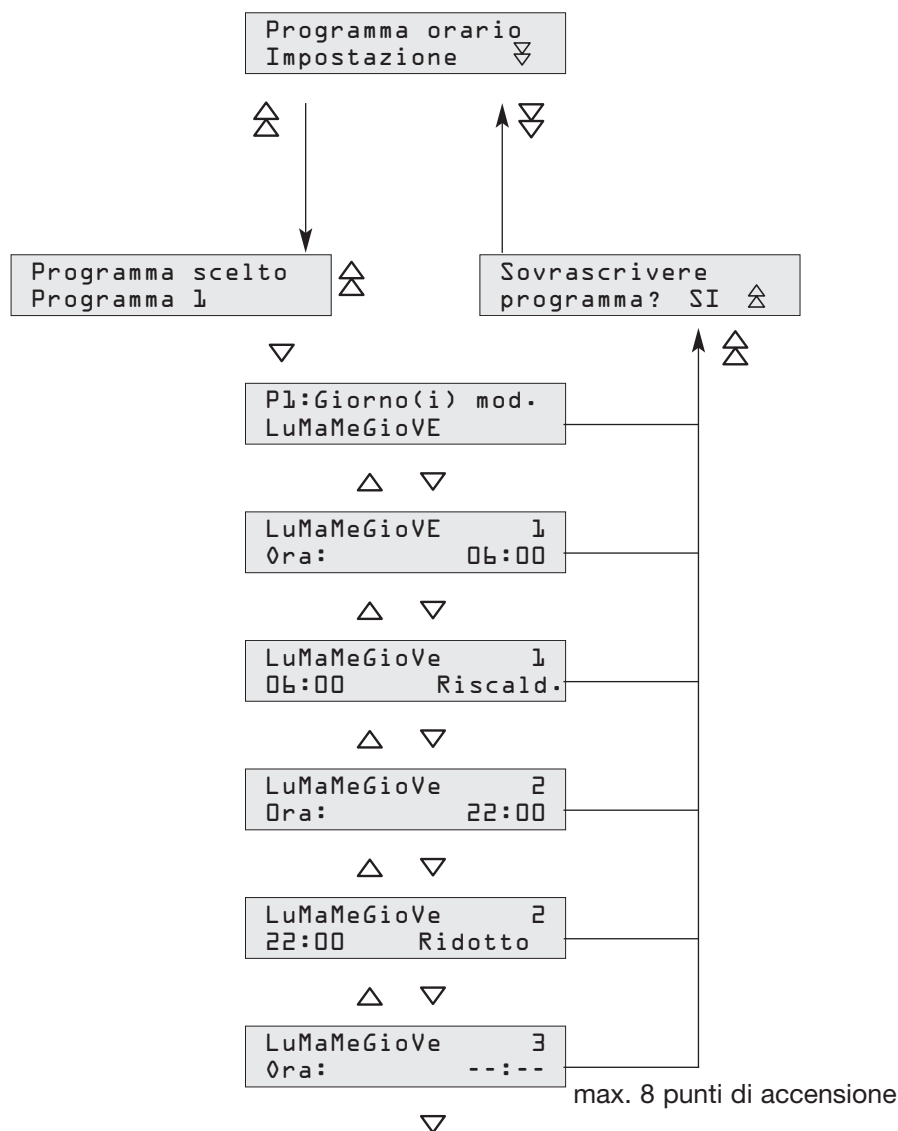 Programma orario
Impostazione
Programma scelto
Programma 1
Sovrascrivere
programma? SI
P1:Giorno(i) mod.
LuMaMeGioVE
LuMaMeGioVE 1
Ora: 06:00
LuMaMeGioVe 1
06:00 Riscald.
LuMaMeGioVe 2
Ora: 22:00
LuMaMeGioVe 2
22:00 Ridotto
LuMaMeGioVe 3
Ora: --:--
max. 8 punti di accensione